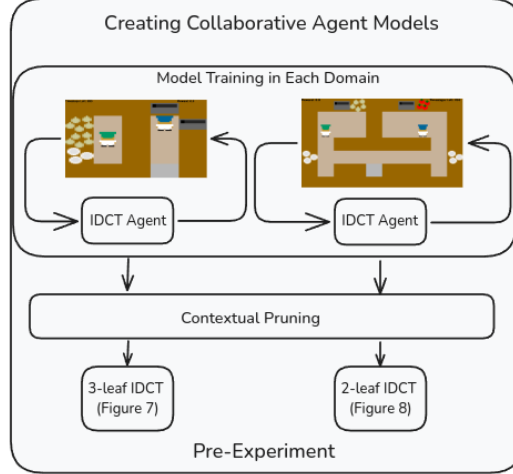 Creating Collaborative Agent Models
Model Training in Each Domain
IDCT Agent
IDCT Agent
Contextual Pruning
3-leaf IDCT
(Figure 7)
2-leaf IDCT
(Figure 8)
Pre-Experiment